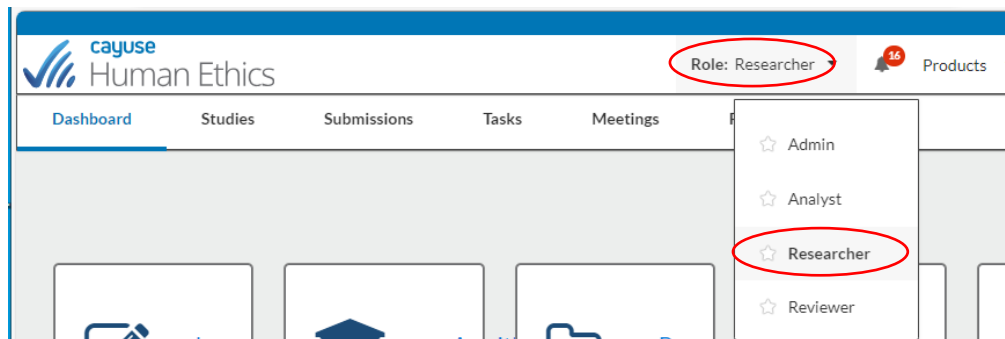 cayuse
Human Ethics
Role: Researcher
16
Products
Dashboard Studies Submissions Tasks Meetings
Admin
Analyst
Researcher
Reviewer